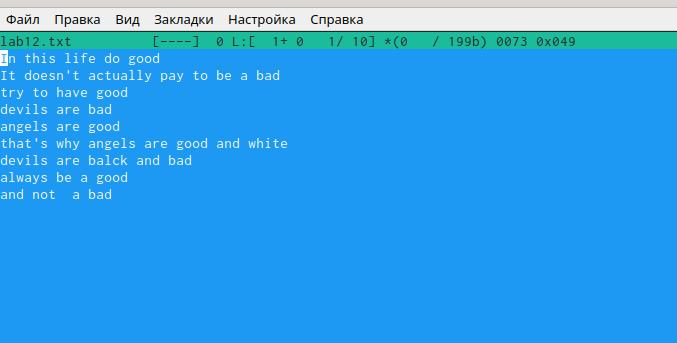 Файл Правка Вид Закладки Настройка Справка
lab12.txt [----] 0 L:[ 1+ 0 1/ 10] *(0 / 199b) 0073 0x049
In this life do good
It doesn't actually pay to be a bad
try to have good
devils are bad
angels are good
that's why angels are good and white
devils are balck and bad
always be a good
and not  a bad